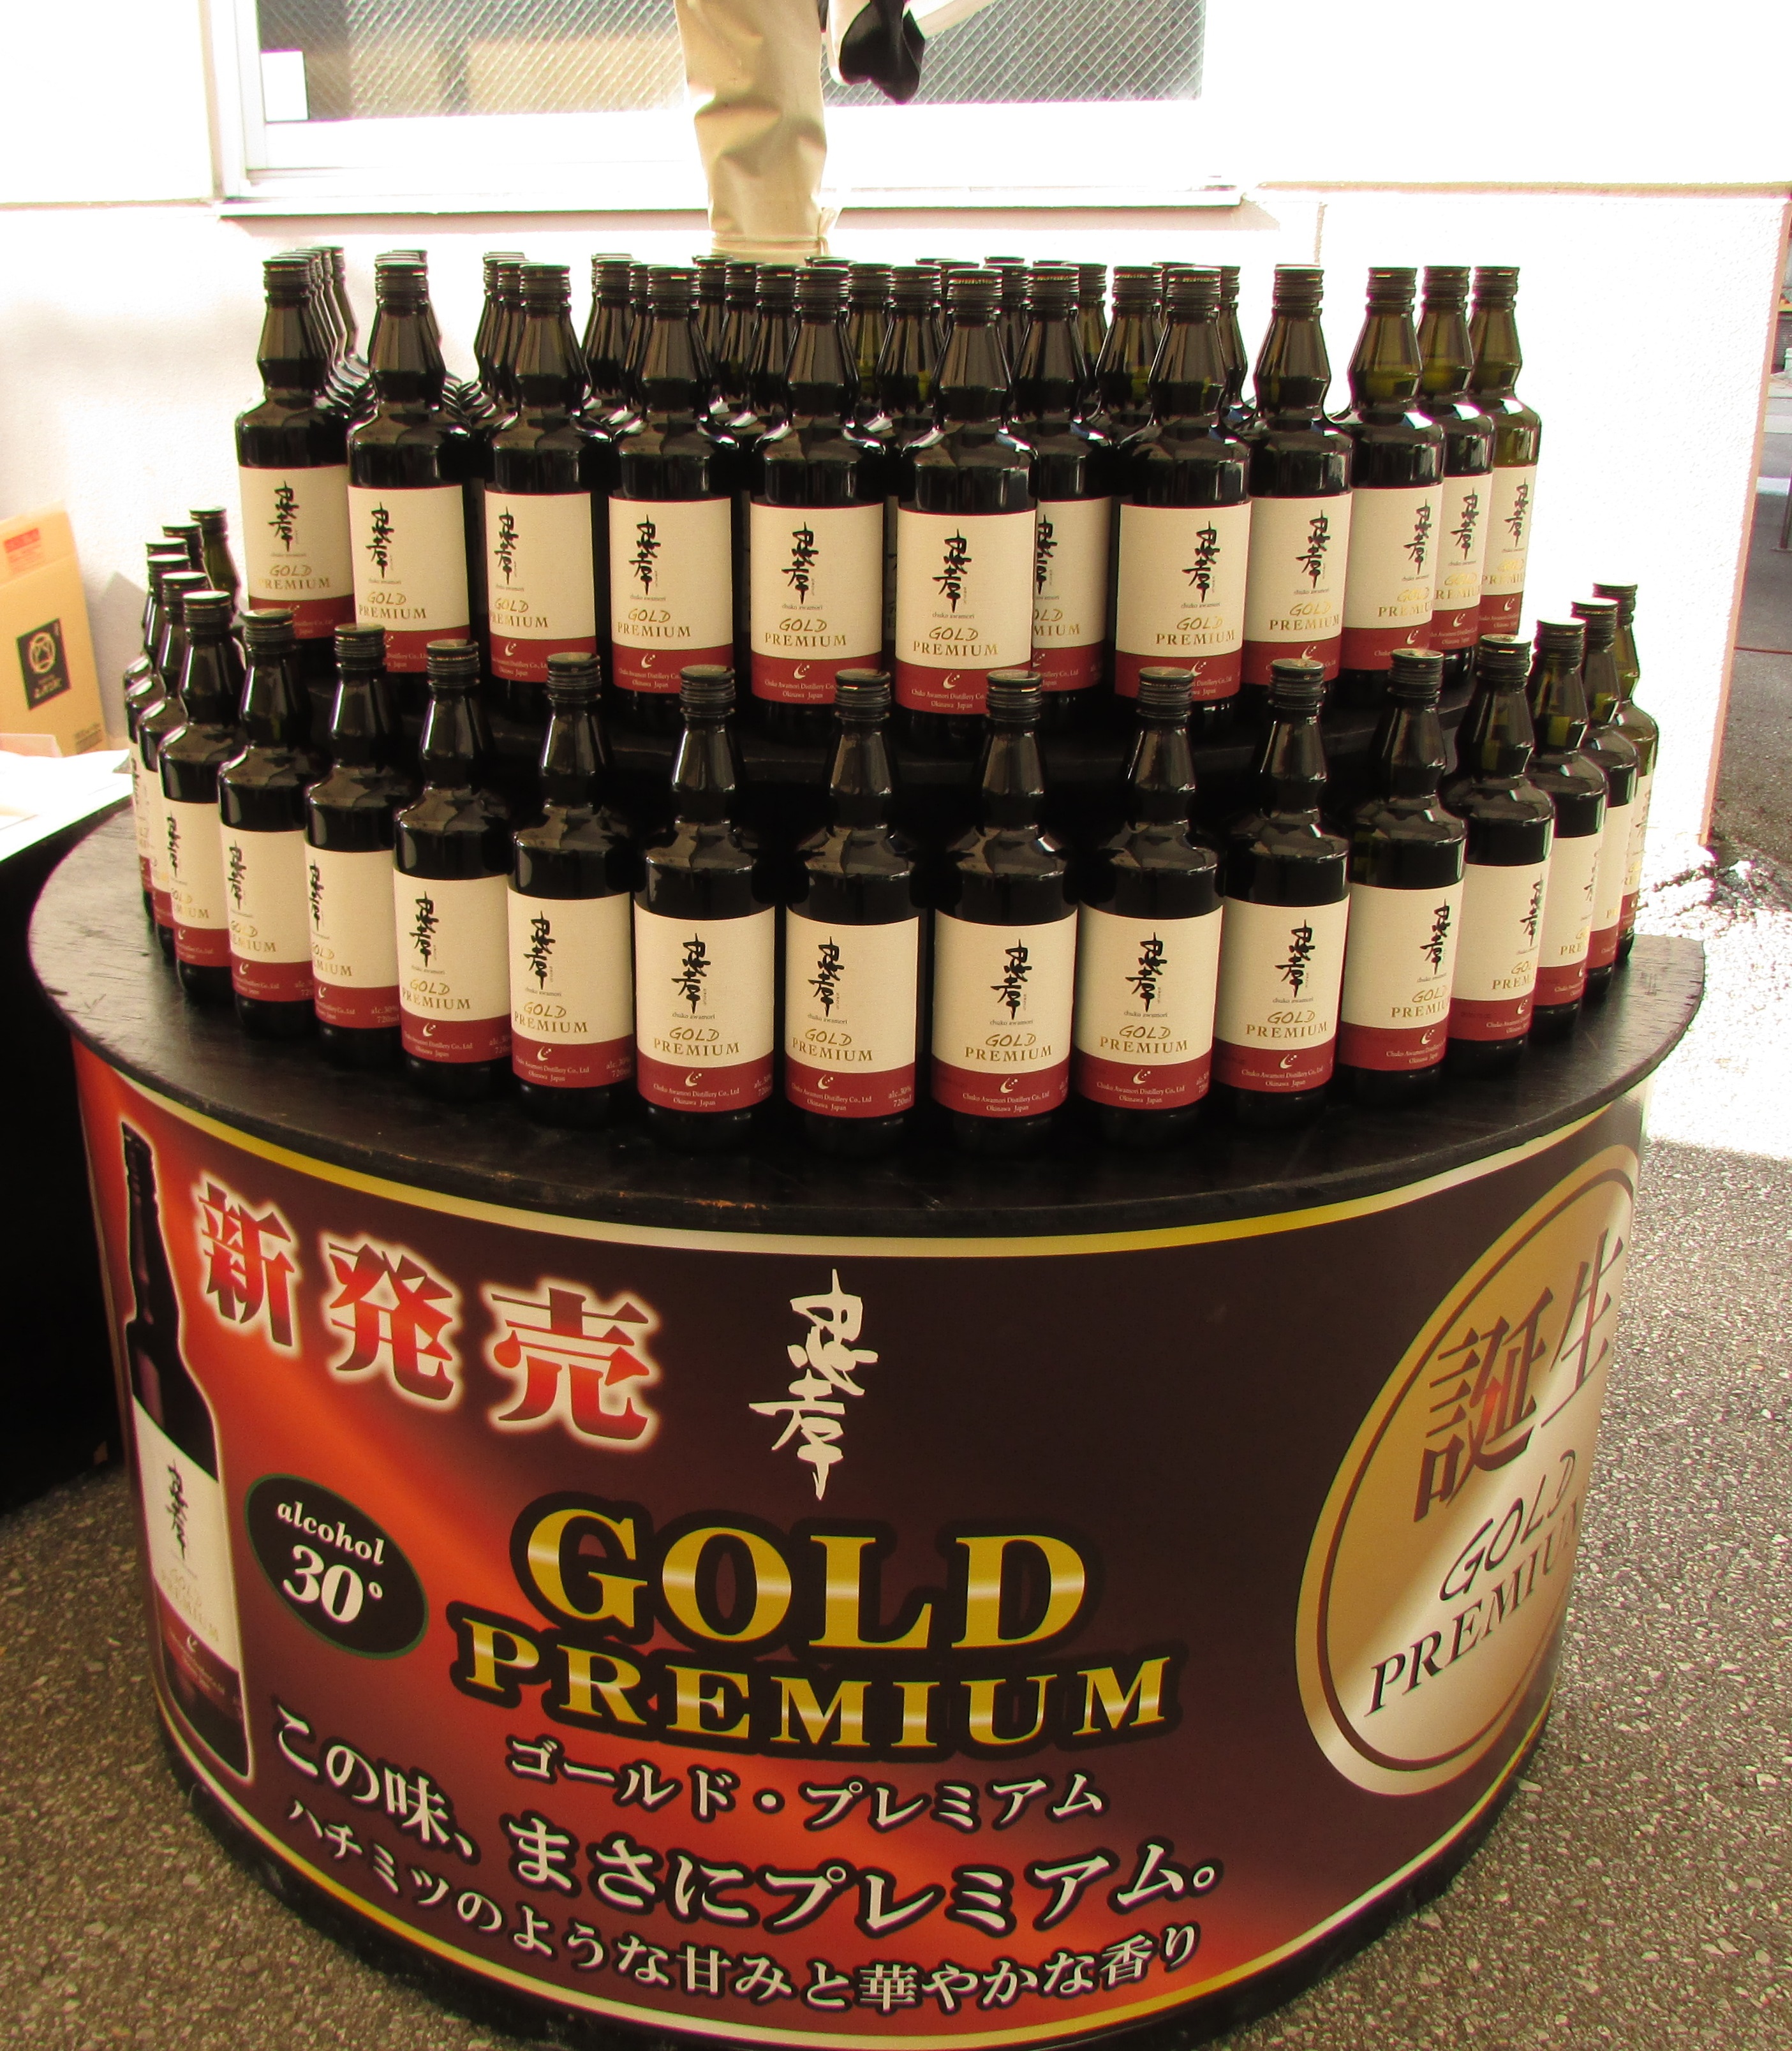 忠孝
chuko awamori
GOLD
PREMIUM
Chuko Awamori Distillery Co., Ltd
Okinawa Japan
alc.30%
720ml
新発売
忠孝
alcohol
30°
GOLD
PREMIUM
ゴールド・プレミアム
この味、まさにプレミアム。
ハチミツのような甘みと華やかな香り
誕生
GOLD
PREMIUM